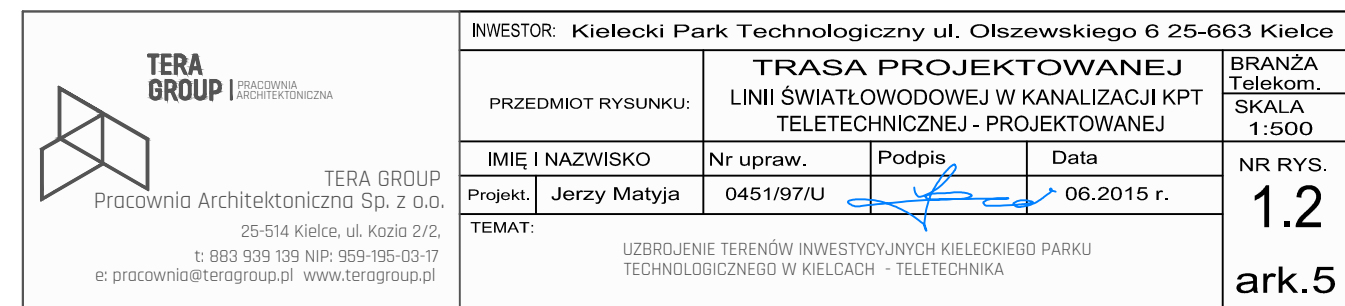 TERA
GROUP
PRACOWNIA
ARCHITEKTONICZNA
TERA GROUP
Pracownia Architektoniczna Sp. z o.o.
25-514 Kielce, ul. Kozia 2/2,
t: 883 939 139 NIP: 959-195-03-17
e: pracownia@teragroup.pl www.teragroup.pl
INWESTOR: Kielecki Park Technologiczny ul. Olszewskiego 6 25-663 Kielce
PRZEDMIOT RYSUNKU:
TRASA PROJEKTOWANEJ
LINII ŚWIATŁOWODOWEJ W KANALIZACJI KPT
TELETECHNICZNEJ - PROJEKTOWANEJ
BRANŻA
Telekom.
SKALA
1:500
IMIĘ I NAZWISKO Nr upraw. Podpis Data
Projekt. Jerzy Matyja 0451/97/U 06.2015 r.
NR RYS.
1.2
ark.5
TEMAT:
UZBROJENIE TERENÓW INWESTYCYJNYCH KIELECKIEGO PARKU
TECHNOLOGICZNEGO W KIELCACH - TELETECHNIKA